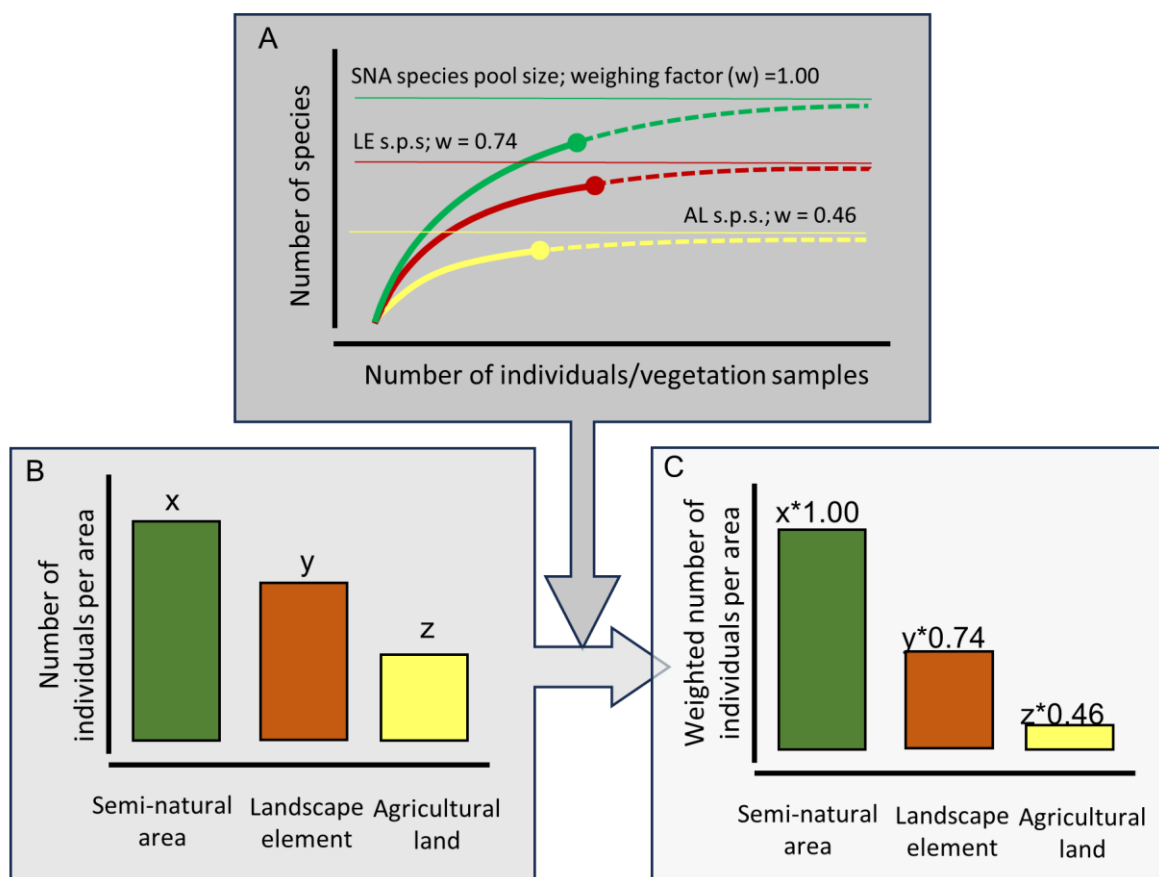 A
SNA species pool size; weighing factor (w) =1.00
LE s.p.s; w = 0.74
AL s.p.s.; w = 0.46
Number of species
Number of individuals/vegetation samples
B
x
y
z
Number of
individuals per area
Semi-natural
area
Landscape
element
Agricultural
land
C
x*1.00
y*0.74
z*0.46
Weighted number of
individuals per area
Semi-natural
area
Landscape
element
Agricultural
land